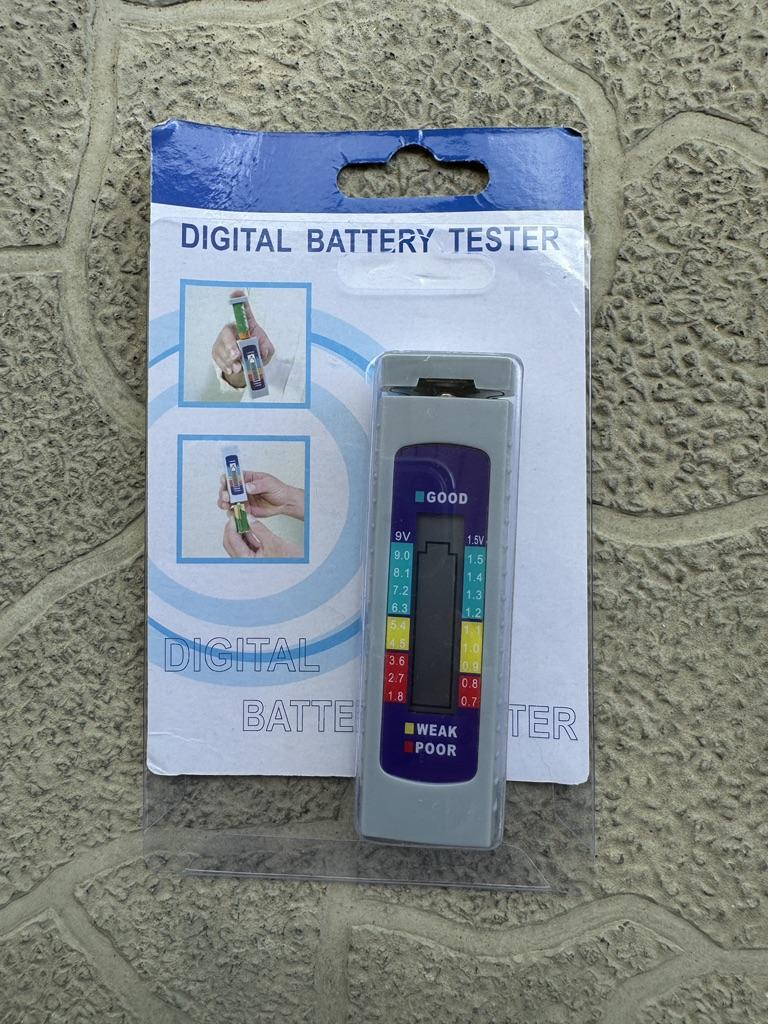 DIGITAL BATTERY TESTER
GOOD
9V 1.5V
9.0 1.5
8.1 1.4
7.2 1.3
6.3 1.2
5.4 1.1
4.5 1.0
3.6 0.9
2.7 0.8
1.8 0.7
WEAK
POOR
DIGITAL
BATTE TER